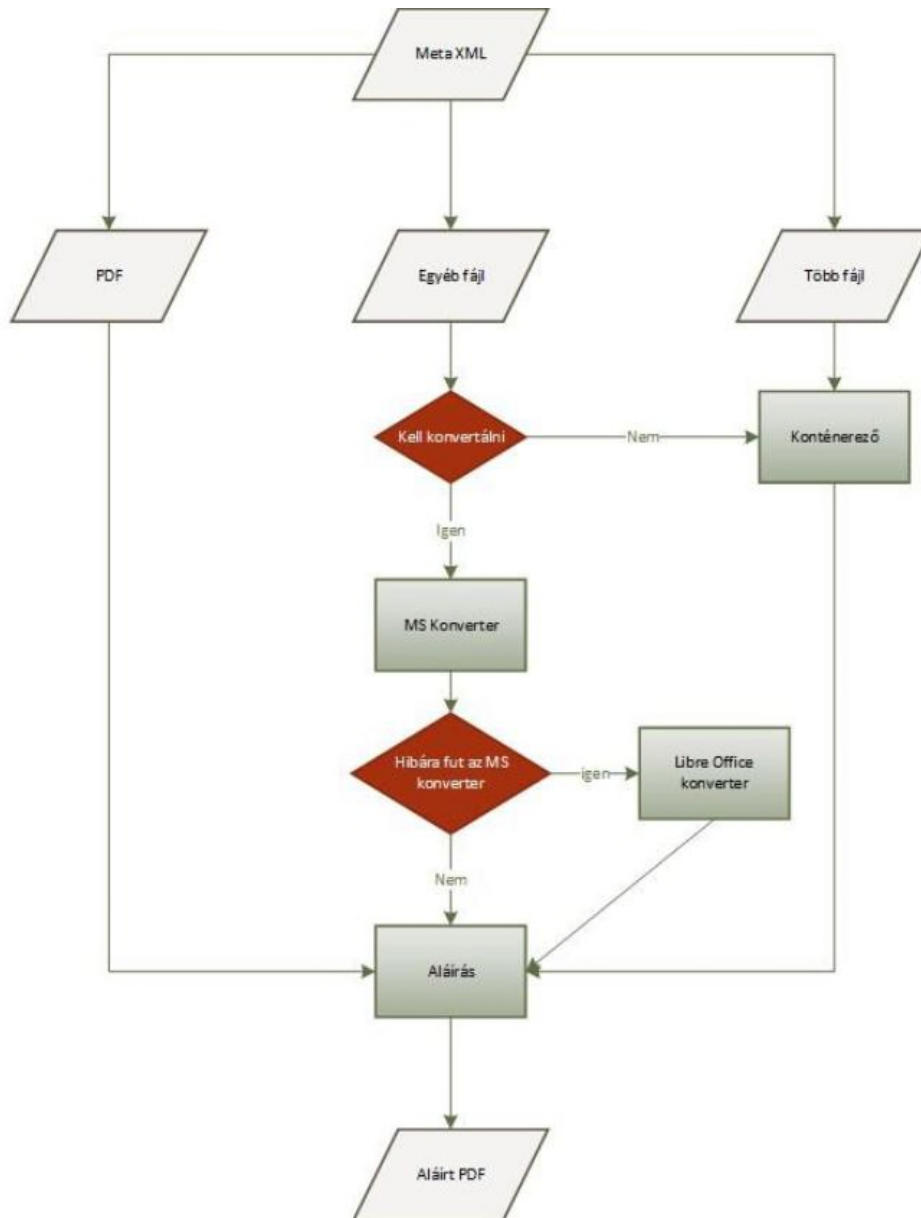 Meta XML
PDF
Egyéb fájl
Több fájl
Kell konvertálni
Nem
Konténerező
Igen
MS Konverter
Hibára fut az MS
konverter
igen
Libre Office
konverter
Nem
Aláírás
Aláírt PDF